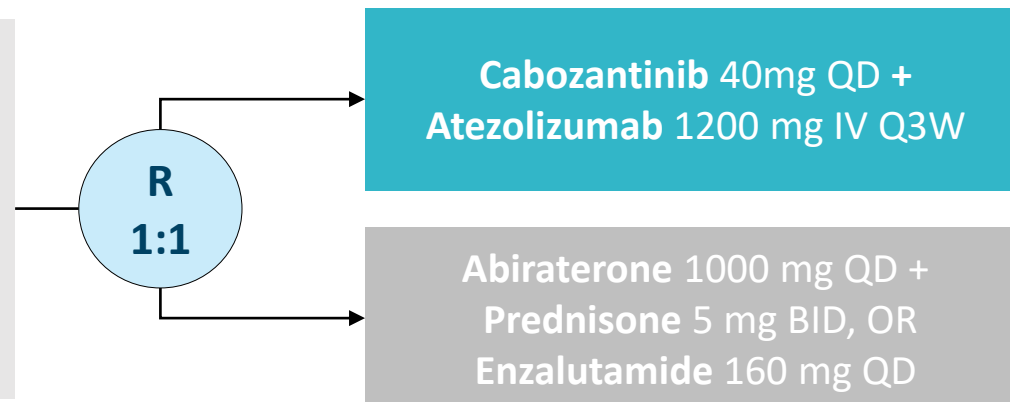 R
1:1
Cabozantinib 40mg QD +
Atezolizumab 1200 mg IV Q3W
Abiraterone 1000 mg QD +
Prednisone 5 mg BID, OR
Enzalutamide 160 mg QD